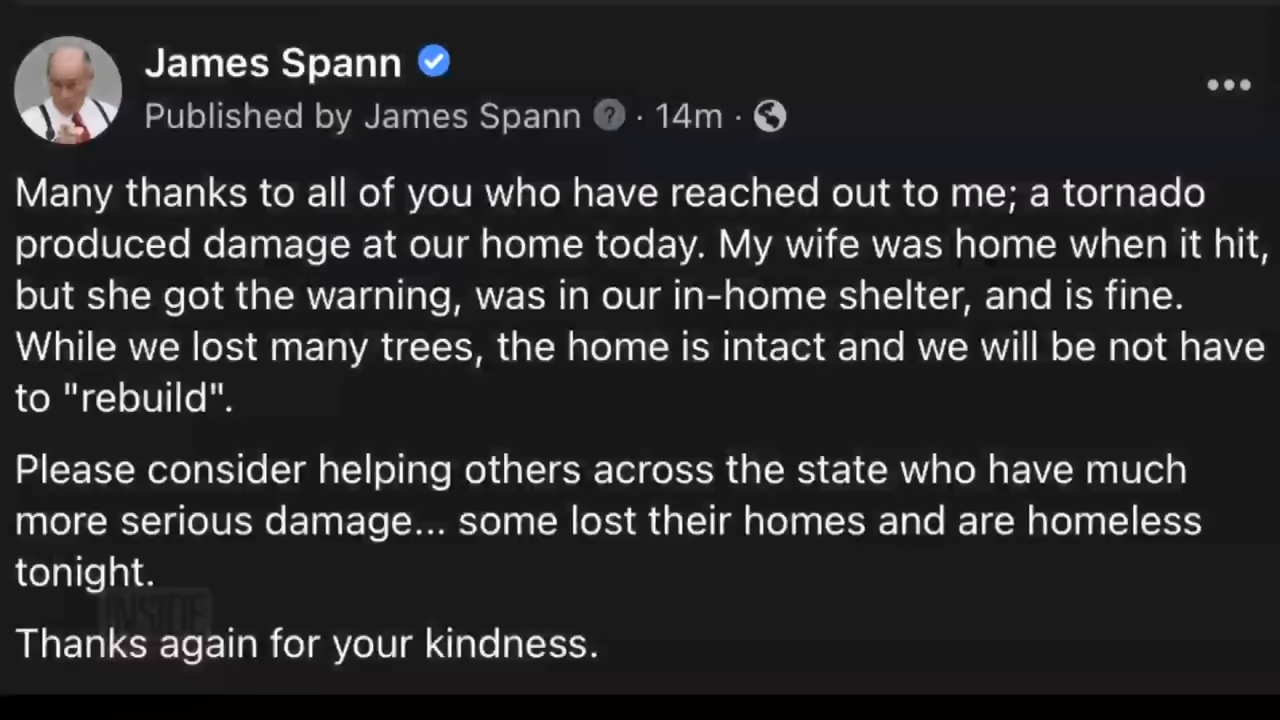 James Spann
Published by James Spann ? · 14m ·
Many thanks to all of you who have reached out to me; a tornado
produced damage at our home today. My wife was home when it hit,
but she got the warning, was in our in-home shelter, and is fine.
While we lost many trees, the home is intact and we will be not have
to "rebuild".
Please consider helping others across the state who have much
more serious damage... some lost their homes and are homeless
tonight.
INSIDE
Thanks again for your kindness.